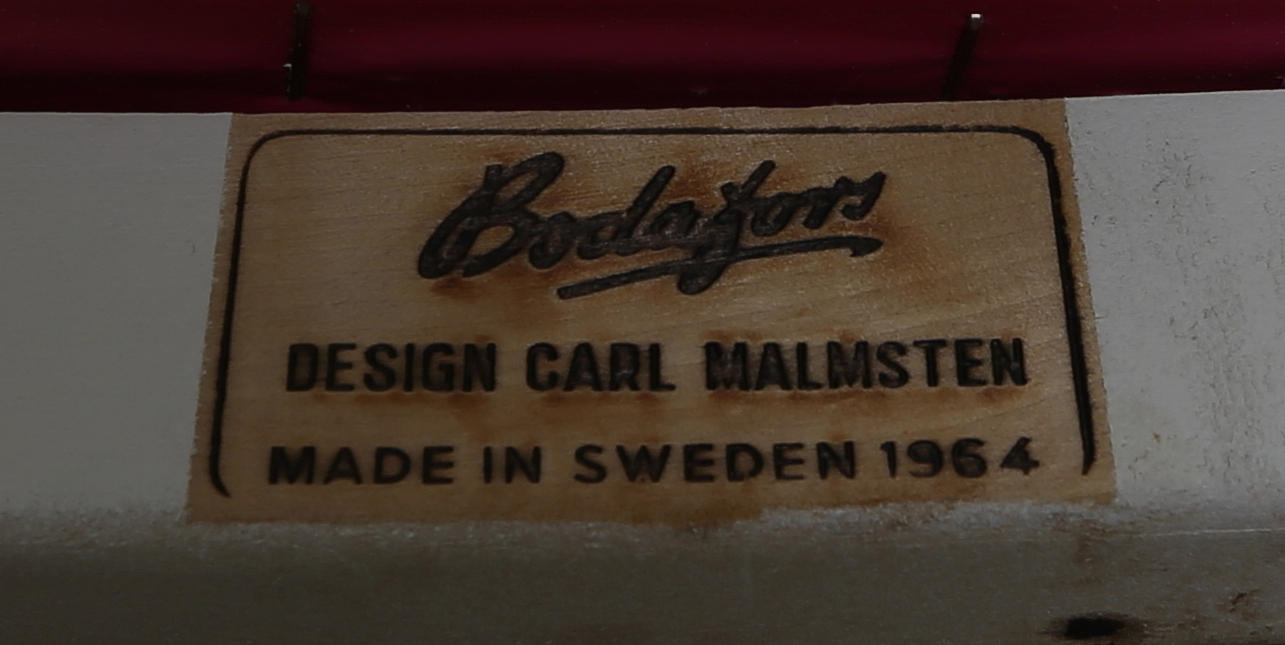 Bodafors
DESIGN CARL MALMSTEN
MADE IN SWEDEN 1964